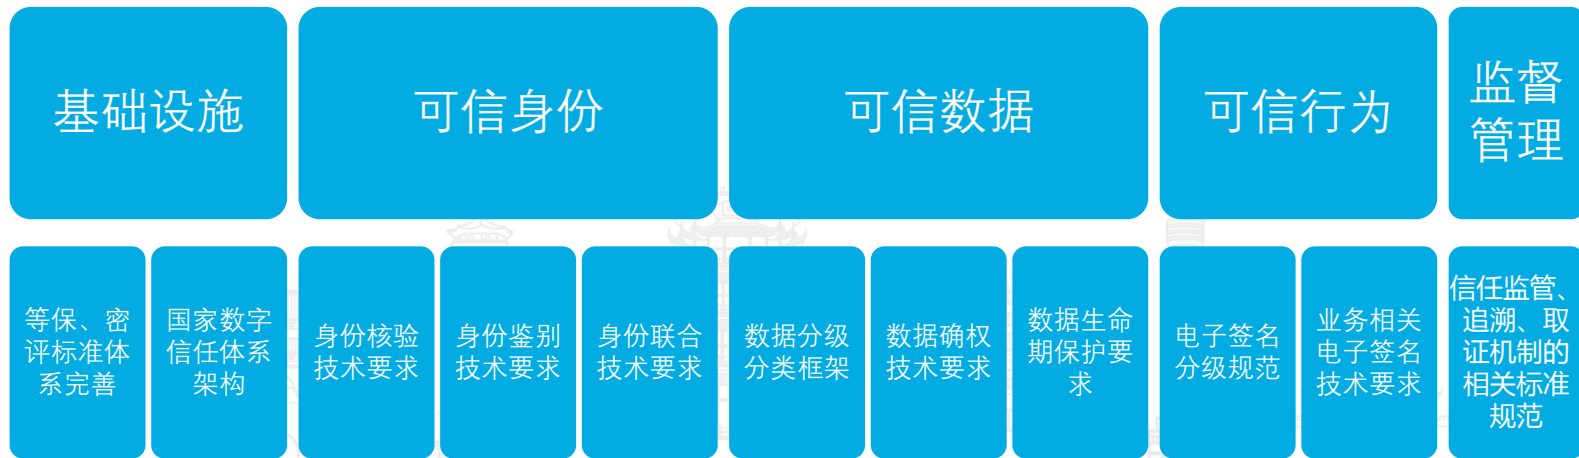 基础设施
可信身份
可信数据
可信行为
监督
管理
等保、密
评标准体
系完善
国家数字
信任体系
架构
身份核验
技术要求
身份鉴别
技术要求
身份联合
技术要求
数据分级
分类框架
数据确权
技术要求
数据生命
期保护要
求
电子签名
分级规范
业务相关
电子签名
技术要求
信任监管、
追溯、取
证机制的
相关标准
规范